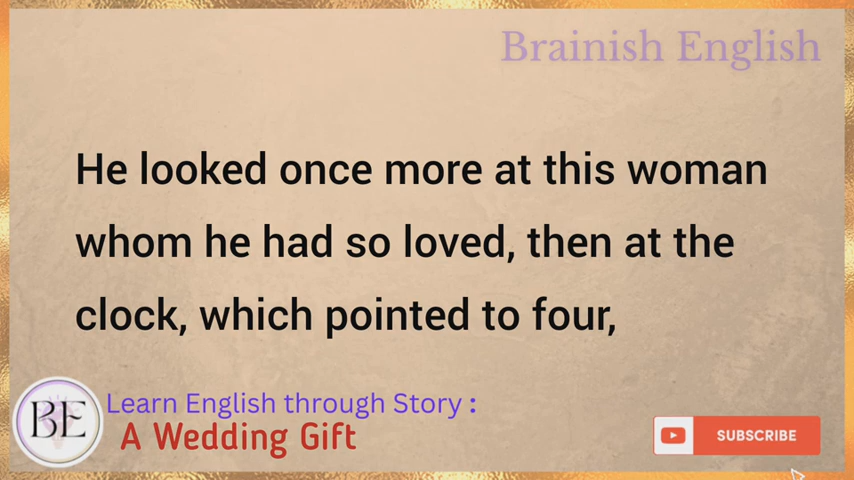 Brainish English
He looked once more at this woman
whom he had so loved, then at the
clock, which pointed to four,
BE
Learn English through Story :
A Wedding Gift
SUBSCRIBE